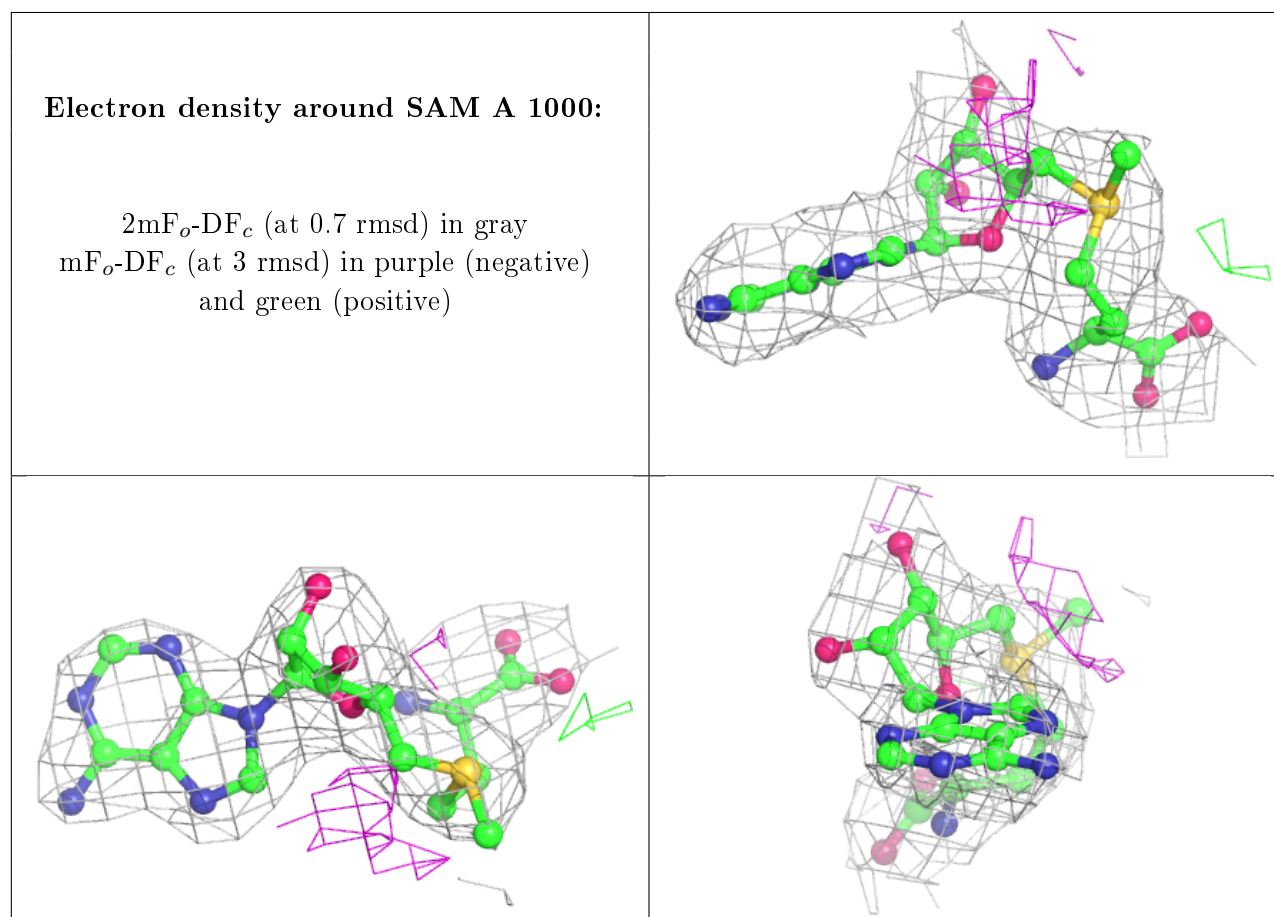 Electron density around SAM A 1000:
2mFo-DFc (at 0.7 rmsd) in gray
mFo-DFc (at 3 rmsd) in purple (negative)
and green (positive)